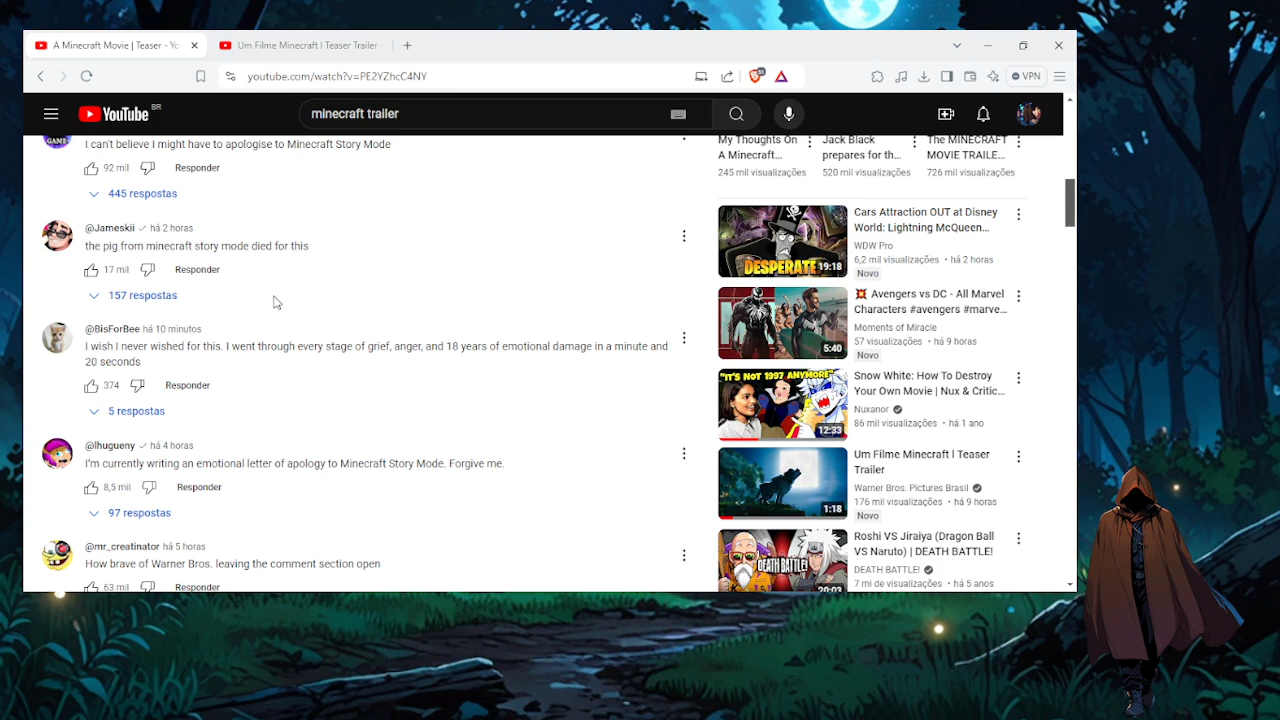 A Minecraft Movie | Teaser - Yo
Um Filme Minecraft l Teaser Trailer
youtube.com/watch?v=PE2YZhcC4NY
VPN
YouTube
BR
minecraft trailer
GAME
I can't believe I might have to apologise to Minecraft Story Mode
92 mil
Responder
445 respostas
@Jameskii
há 2 horas
the pig from minecraft story mode died for this
17 mil
Responder
157 respostas
@BisForBee há 10 minutos
I wish I never wished for this. I went through every stage of grief, anger, and 18 years of emotional damage in a minute and
20 seconds
374
Responder
5 respostas
@lhugueny
há 4 horas
I'm currently writing an emotional letter of apology to Minecraft Story Mode. Forgive me.
8,5 mil
Responder
97 respostas
@mr_creatinator há 5 horas
How brave of Warner Bros. leaving the comment section open
63 mil
Responder
My Thoughts On
A Minecraft...
245 mil visualizações
Jack Black
prepares for th...
520 mil visualizações
The MINECRAFT
MOVIE TRAILE...
726 mil visualizações
DESPERATE
19:18
Cars Attraction OUT at Disney
World: Lightning McQueen...
WDW Pro
6,2 mil visualizações • há 2 horas
Novo
5:40
💥 Avengers vs DC - All Marvel
Characters #avengers #marve...
Moments of Miracle
57 visualizações • há 9 horas
Novo
"IT'S NOT 1997 ANYMORE"
12:33
Snow White: How To Destroy
Your Own Movie | Nux & Critic...
Nuxanor
86 mil visualizações • há 1 ano
1:18
Um Filme Minecraft l Teaser
Trailer
Warner Bros. Pictures Brasil
176 mil visualizações • há 9 horas
Novo
DEATH BATTLE!
20:03
Roshi VS Jiraiya (Dragon Ball
VS Naruto) | DEATH BATTLE!
DEATH BATTLE!
7 mi de visualizações • há 5 anos